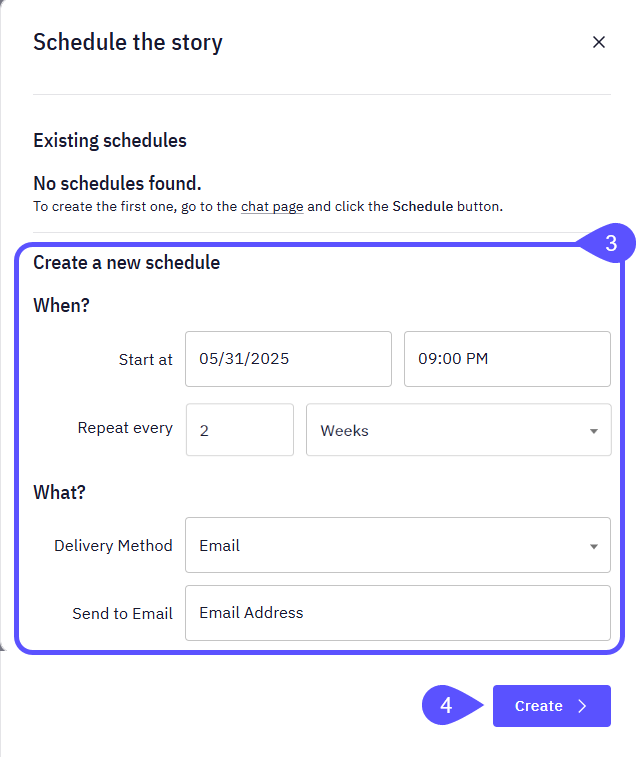 Schedule the story
Existing schedules
No schedules found.
To create the first one, go to the chat page and click the Schedule button.
3
Create a new schedule
When?
Start at 05/31/2025 09:00 PM
Repeat every 2 Weeks
What?
Delivery Method Email
Send to Email Email Address
4 Create